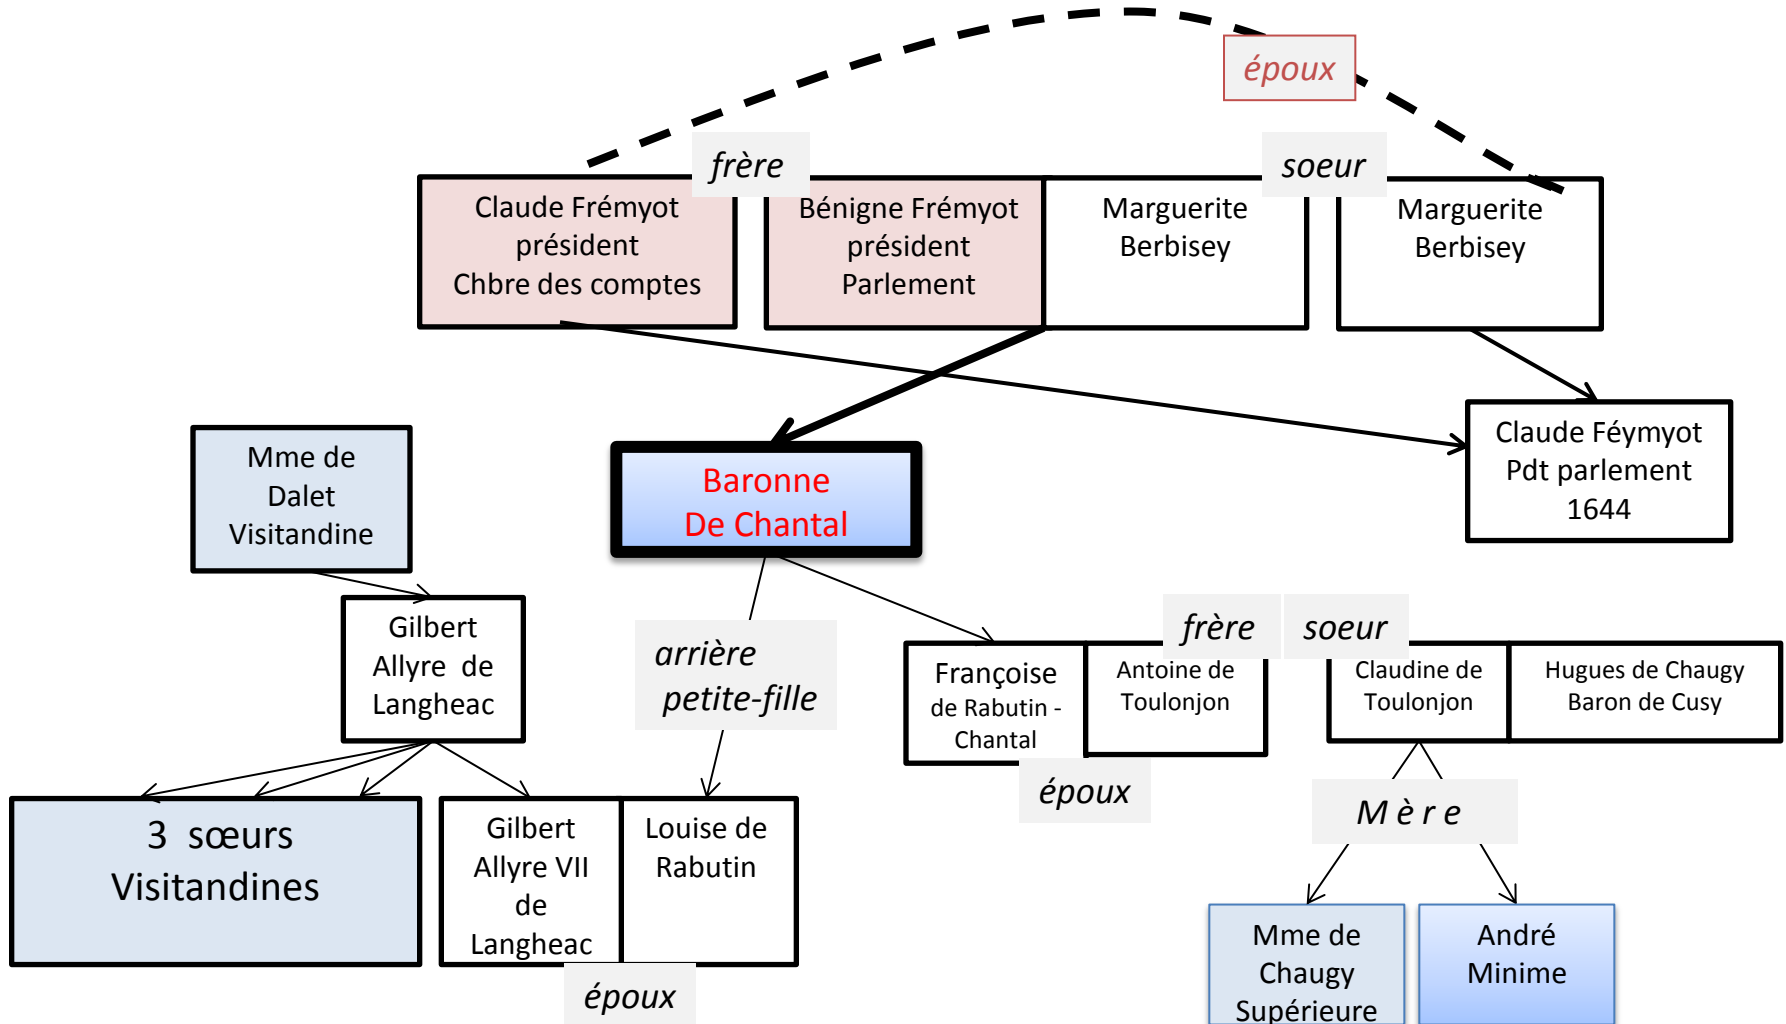 époux
frère
soeur
Claude Frémyot
président
Chbre des comptes
Bénigne Frémyot
président
Parlement
Marguerite
Berbisey
Marguerite
Berbisey
Claude Féymyot
Pdt parlement
1644
Mme de
Dalet
Visitandine
Baronne
De Chantal
Gilbert
Allyre de
Langheac
arrière
petite-fille
frère
soeur
Françoise
de Rabutin -
Chantal
Antoine de
Toulonjon
Claudine de
Toulonjon
Hugues de Chaugy
Baron de Cusy
époux
Mère
3 sœurs
Visitandines
Gilbert
Allyre VII
de
Langheac
Louise de
Rabutin
époux
Mme de
Chaugy
Supérieure
André
Minime